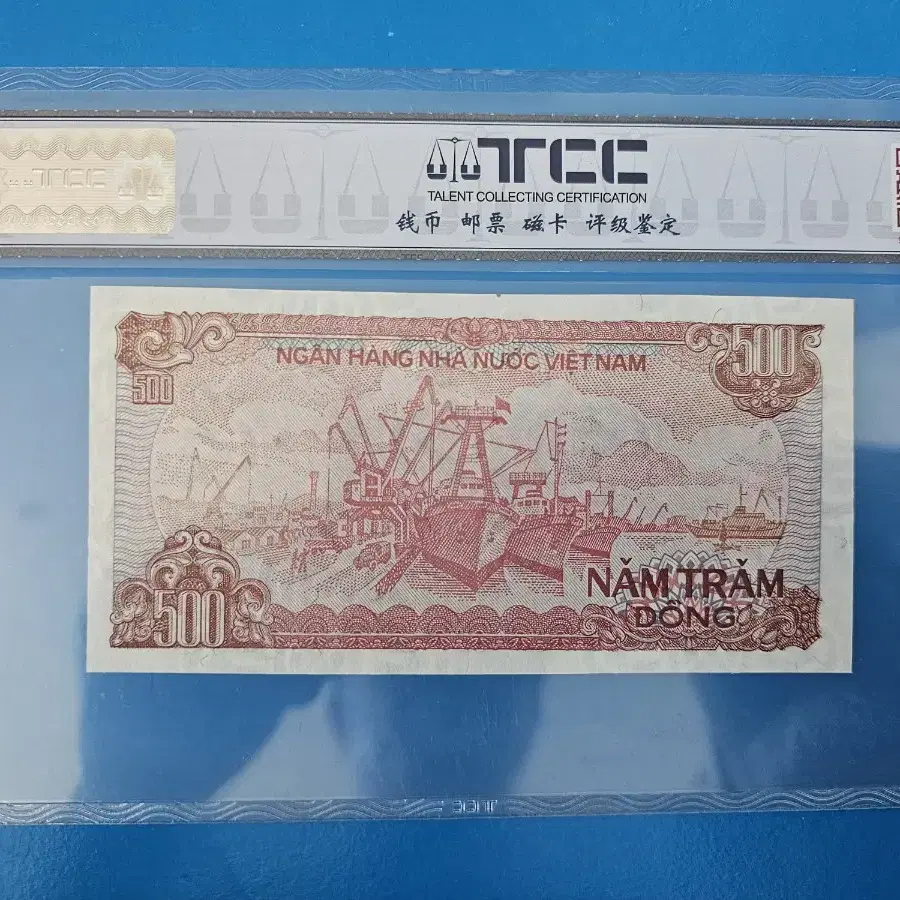 TCC
TCC
TALENT COLLECTING CERTIFICATION
钱币 邮票 磁卡 评级鉴定
500
NGÂN HÀNG NHÀ NƯỚC VIỆT NAM
500
500
NĂM TRĂM
ĐỒNG